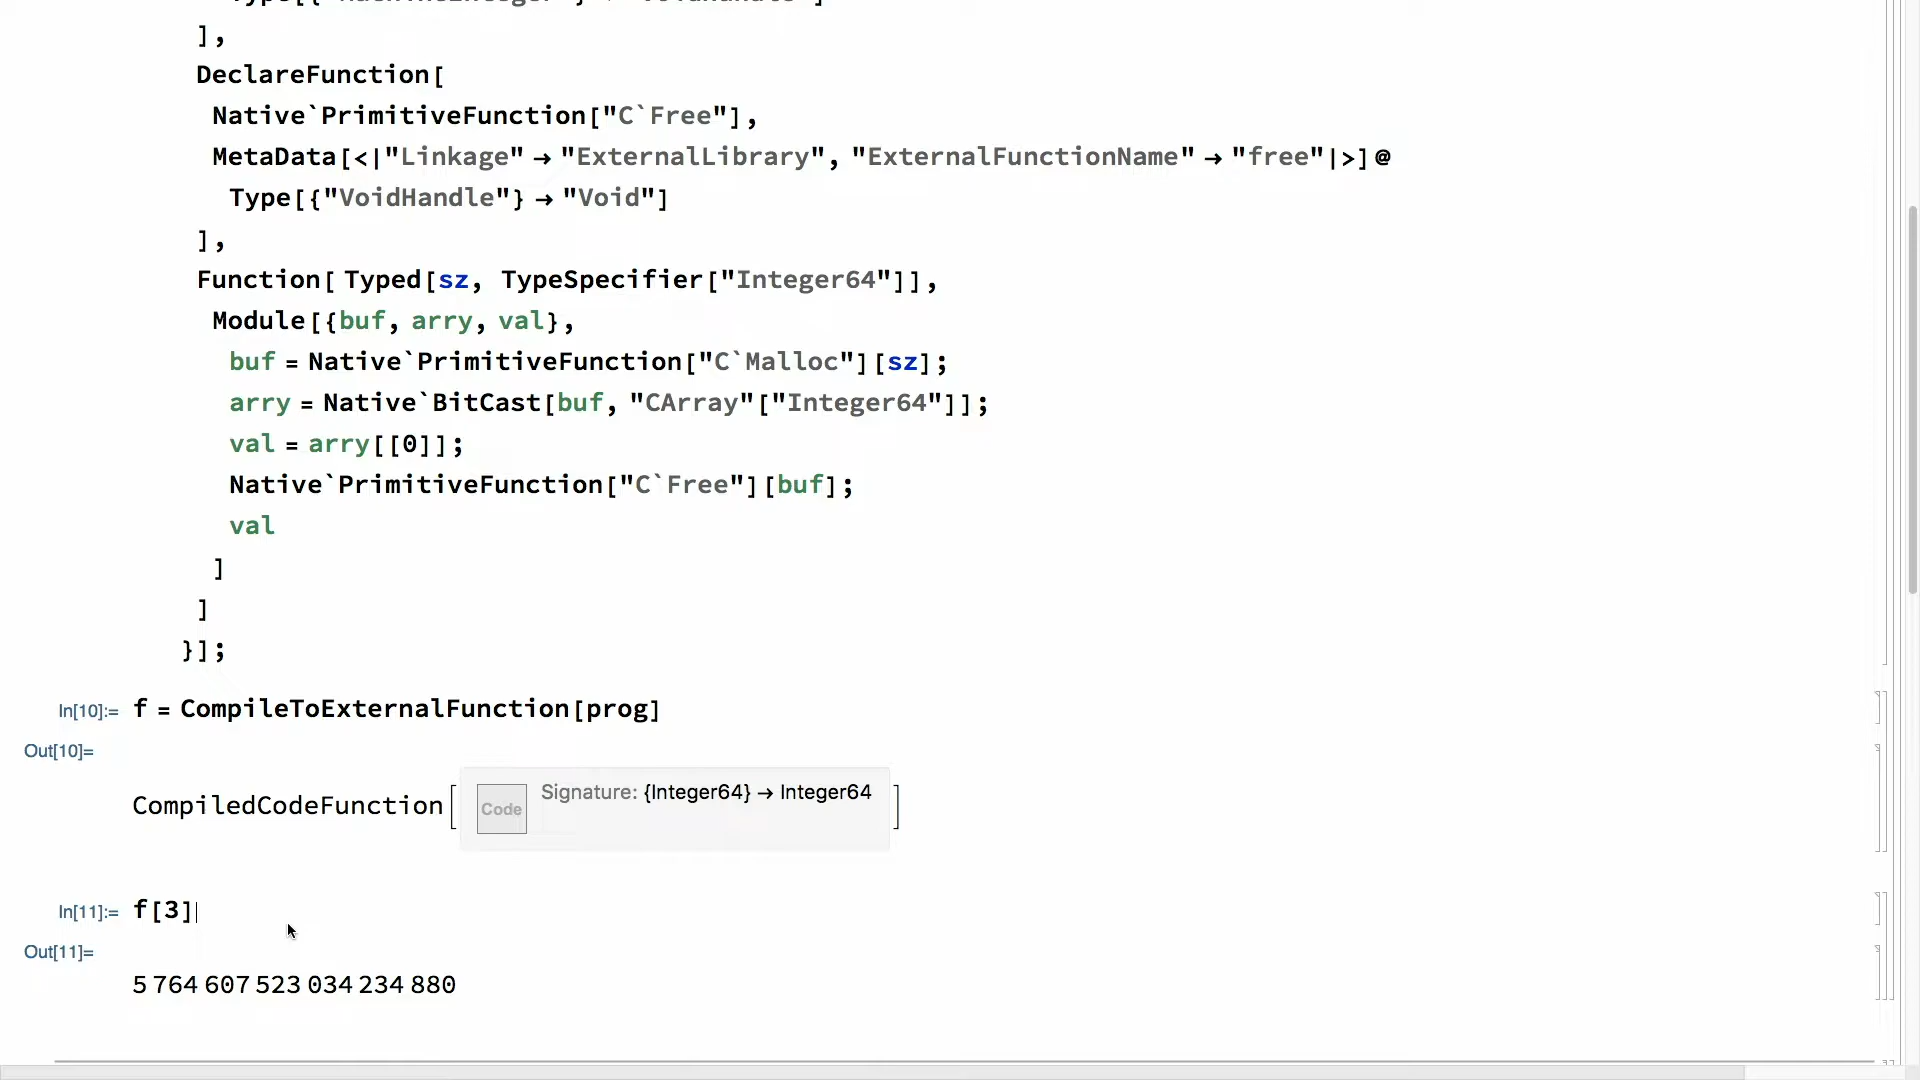 ],
DeclareFunction[
Native`PrimitiveFunction["C`Free"],
MetaData[<|"Linkage" → "ExternalLibrary", "ExternalFunctionName" → "free"|>]@
Type[{"VoidHandle"} → "Void"]
],
Function[ Typed[sz, TypeSpecifier["Integer64"]],
Module[{buf, arry, val},
buf = Native`PrimitiveFunction["C`Malloc"][sz];
arry = Native`BitCast[buf, "CArray"["Integer64"]];
val = arry[[0]];
Native`PrimitiveFunction["C`Free"][buf];
val
]
]
}];
In[10]:= f = CompileToExternalFunction[prog]
Out[10]=
CompiledCodeFunction[ Code Signature: {Integer64} → Integer64 ]
In[11]:= f[3]
Out[11]=
5 764 607 523 034 234 880